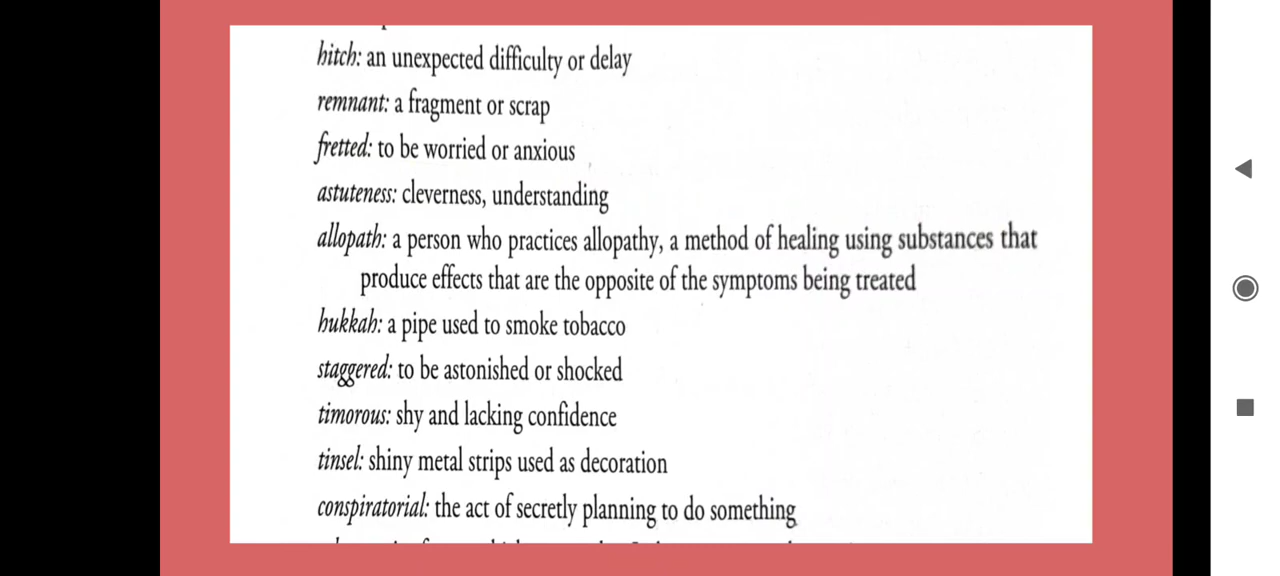 hitch: an unexpected difficulty or delay
remnant: a fragment or scrap
fretted: to be worried or anxious
astuteness: cleverness, understanding
allopath: a person who practices allopathy, a method of healing using substances that
produce effects that are the opposite of the symptoms being treated
hukkah: a pipe used to smoke tobacco
staggered: to be astonished or shocked
timorous: shy and lacking confidence
tinsel: shiny metal strips used as decoration
conspiratorial: the act of secretly planning to do something